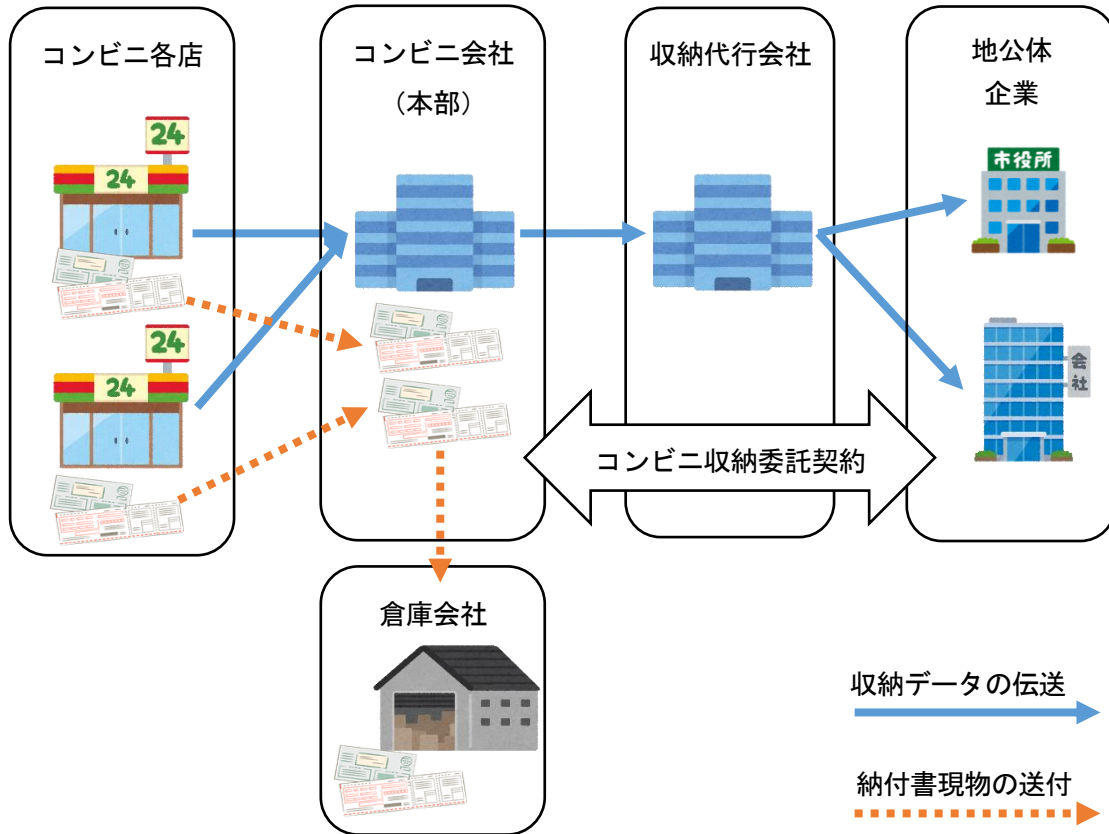 コンビニ各店
24
24
24
24
コンビニ会社
（本部）
収納代行会社
地公体
企業
市役所
会社
コンビニ収納委託契約
倉庫会社
収納データの伝送
納付書現物の送付